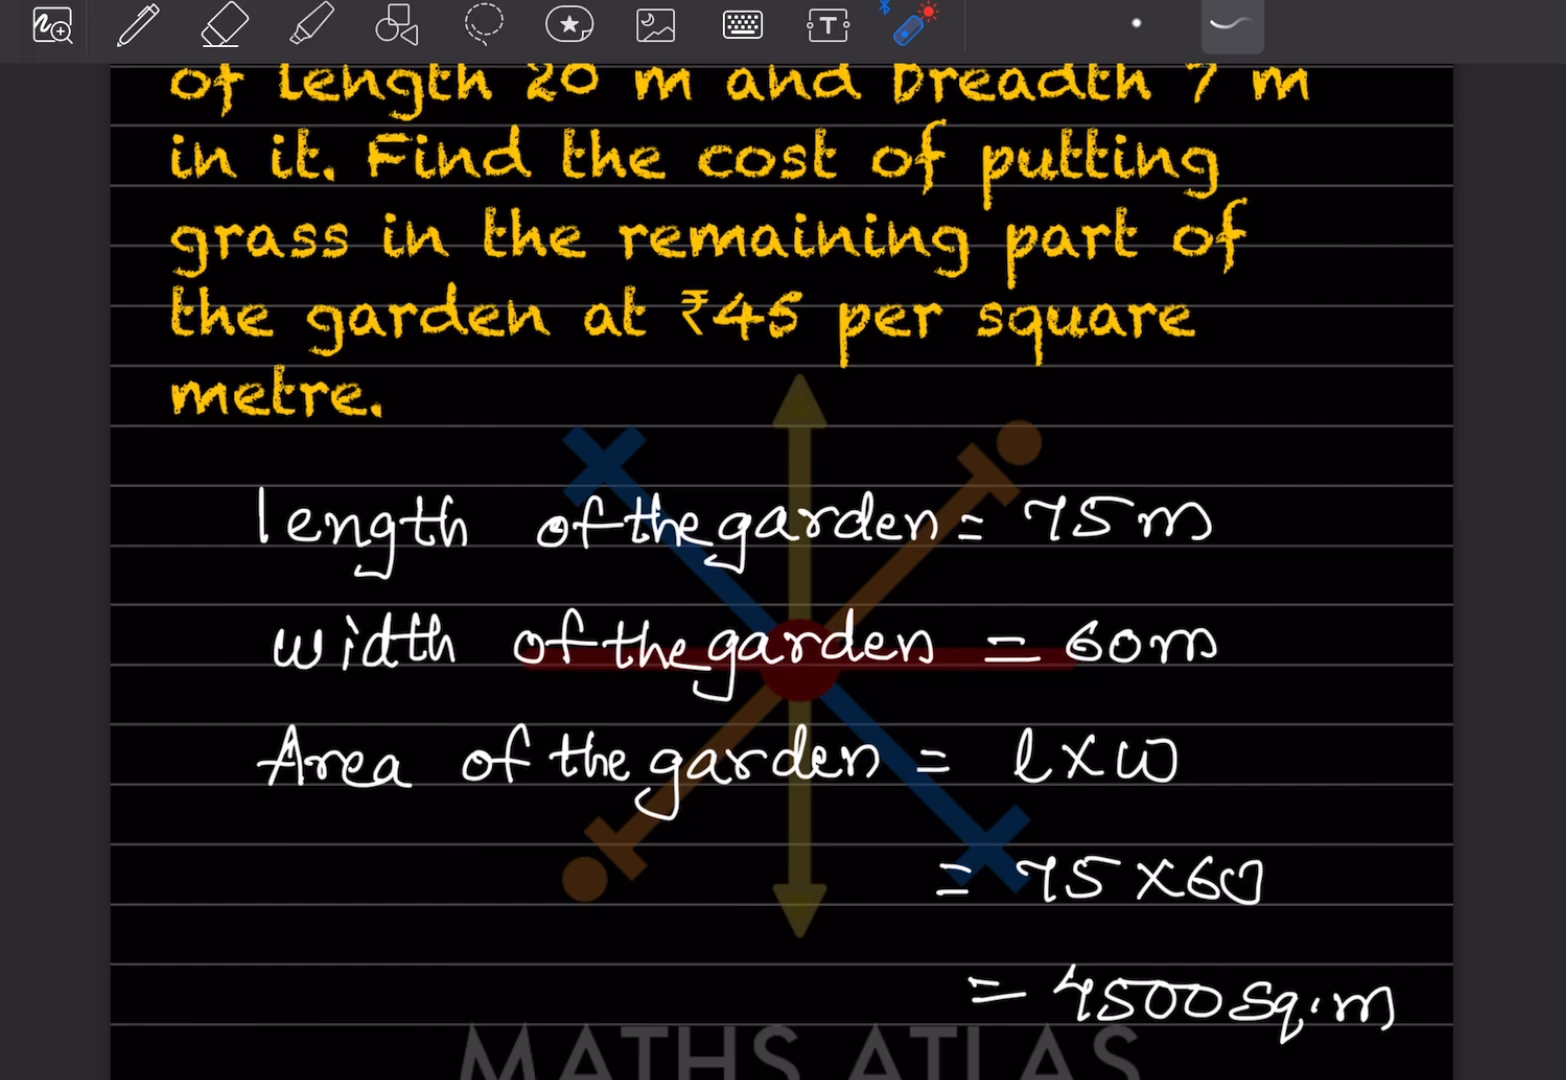 of length 20 m and breadth 7 m
in it. Find the cost of putting
grass in the remaining part of
the garden at ₹45 per square
metre.
length of the garden = 75m
width of the garden = 60m
Area of the garden = l×w
= 75×60
= 4500 sq.m
MATHS ATLAS